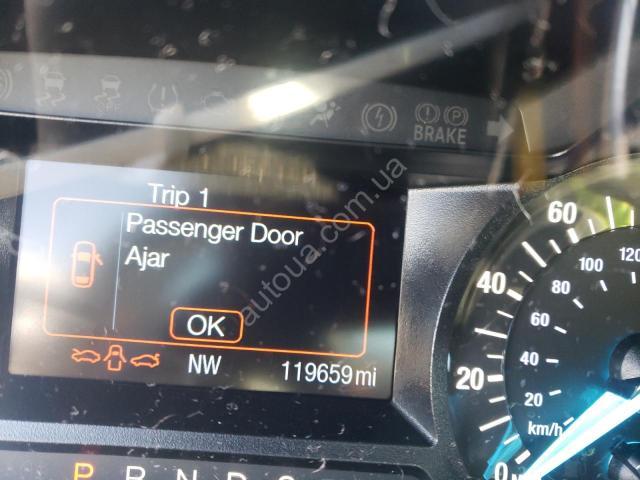 BRAKE
Trip 1
Passenger Door
Ajar
OK
NW 119659 mi
P R N D
60
40
20
0
120
100
80
60
40
20
km/h
autoua.com.ua